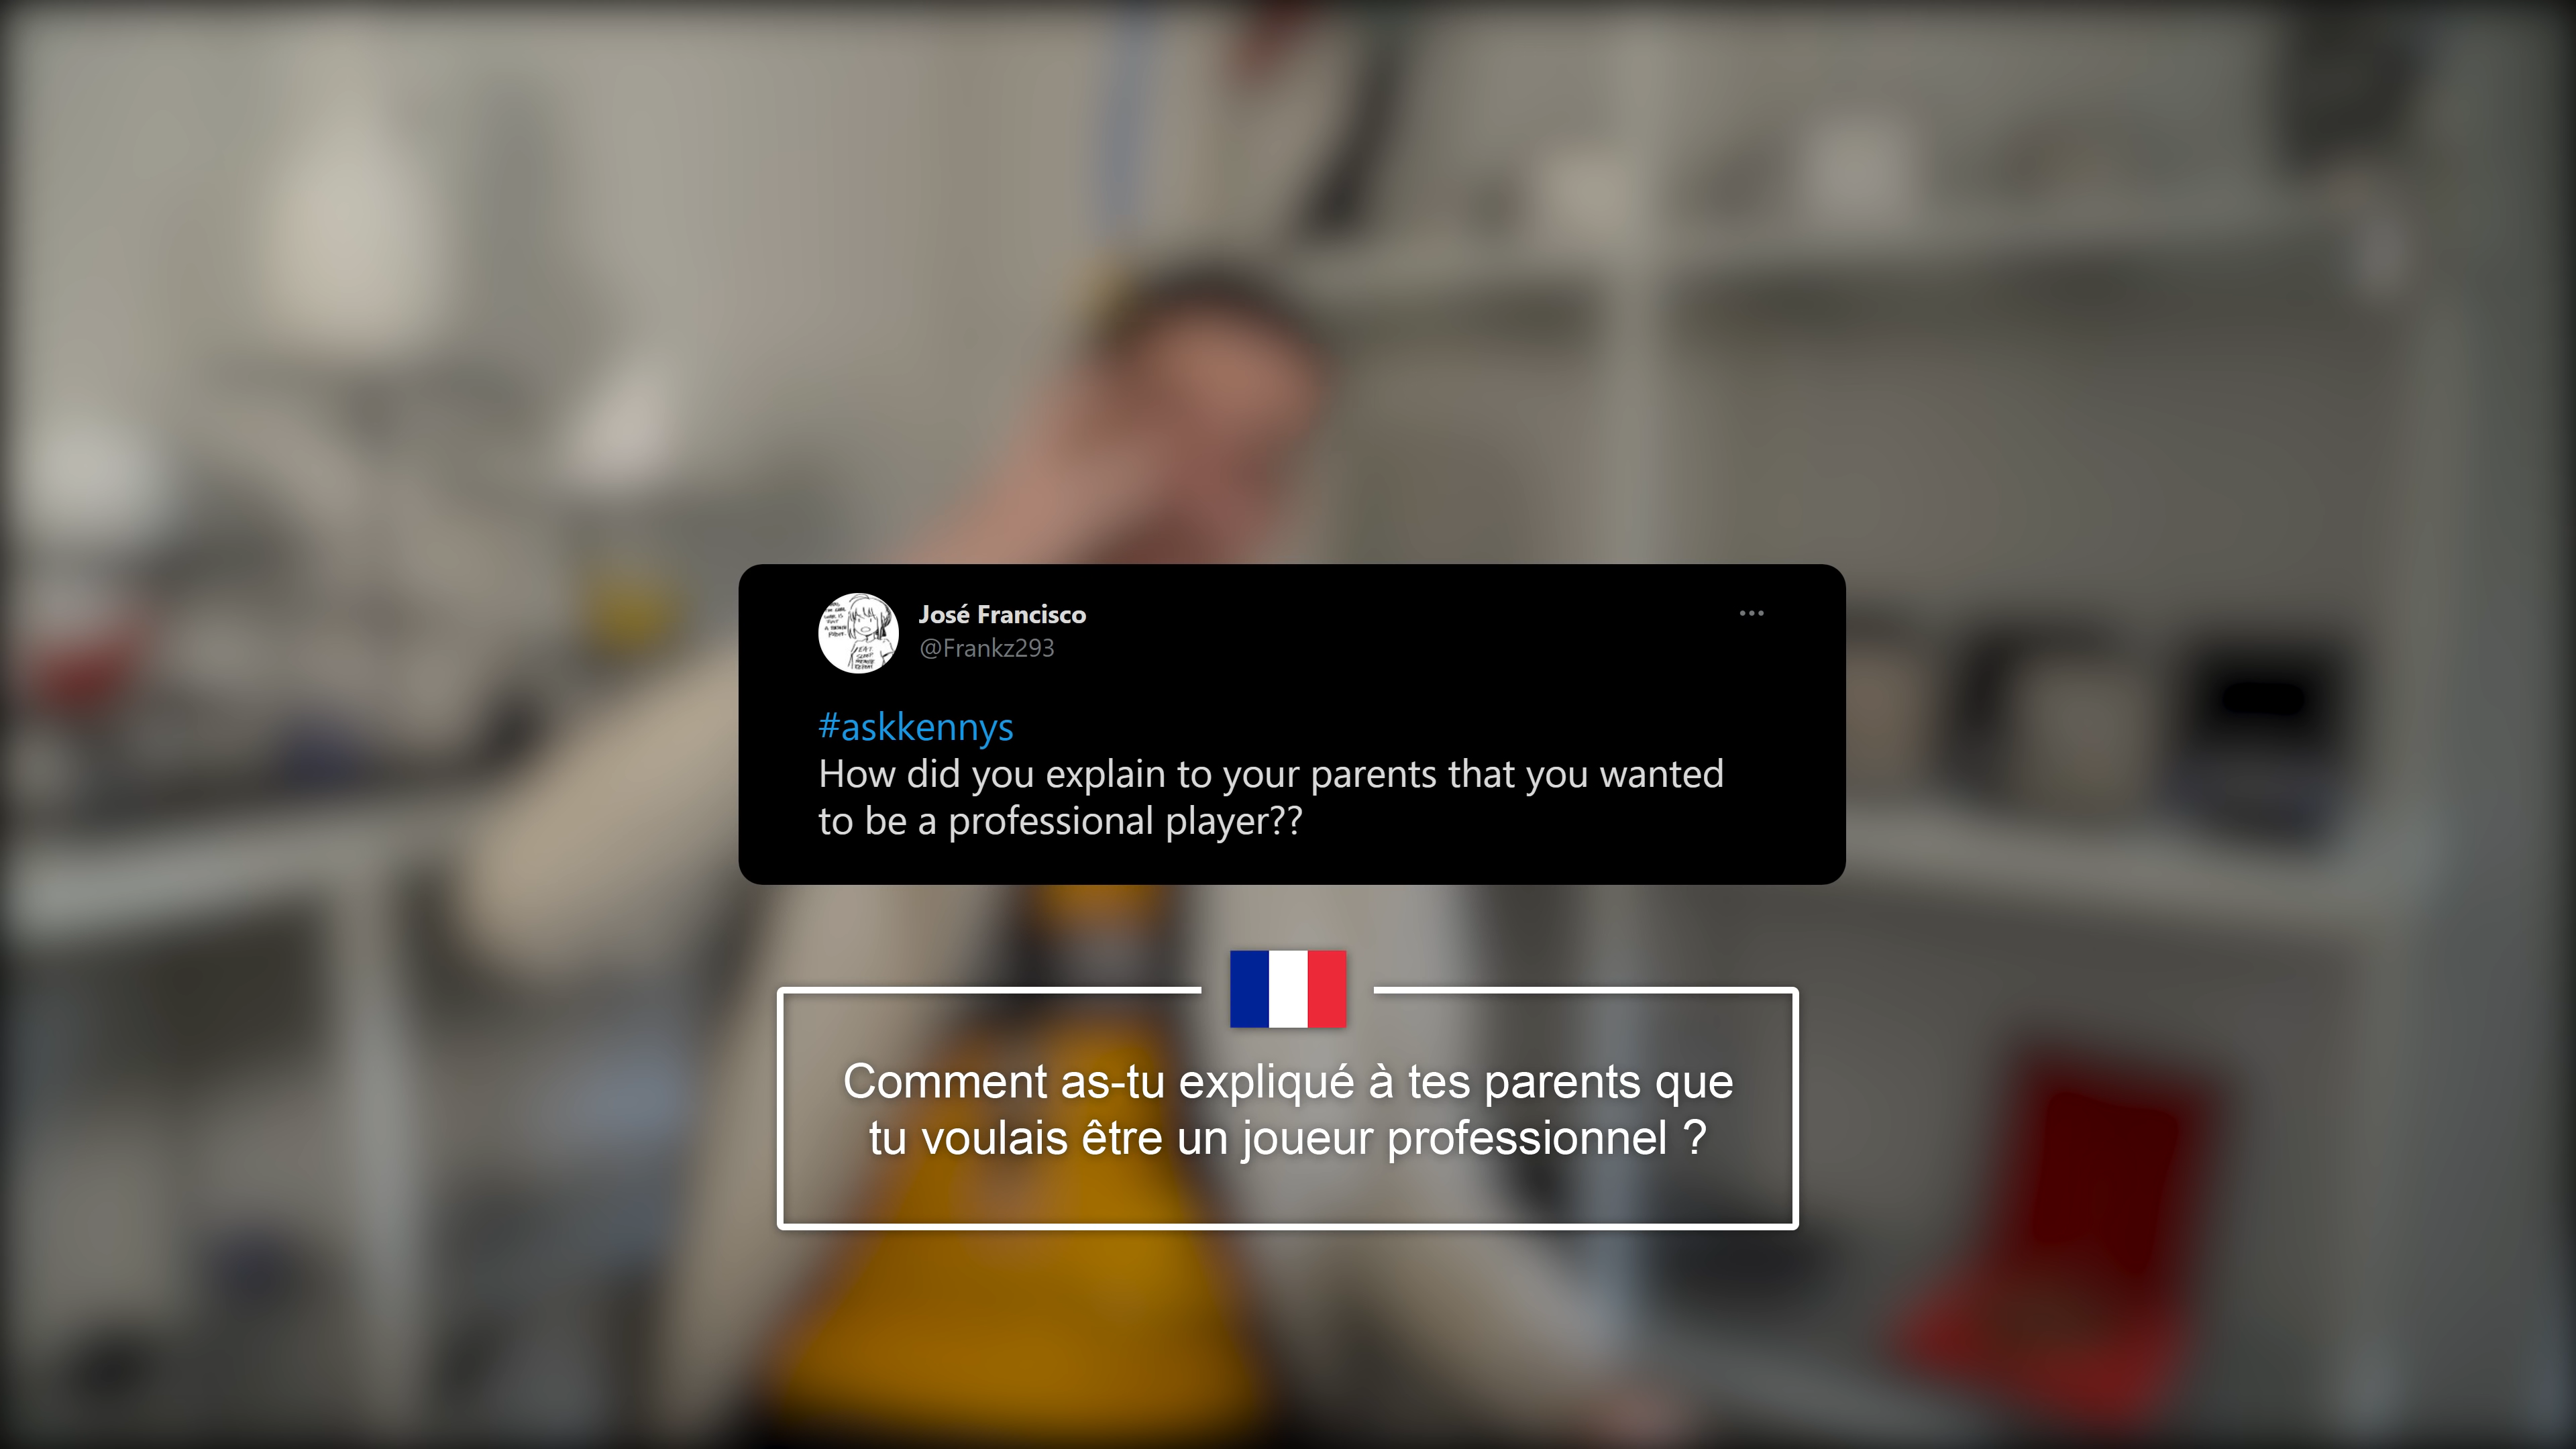 José Francisco
@Frankz293
#askkennys
How did you explain to your parents that you wanted
to be a professional player??
Comment as-tu expliqué à tes parents que
tu voulais être un joueur professionnel ?